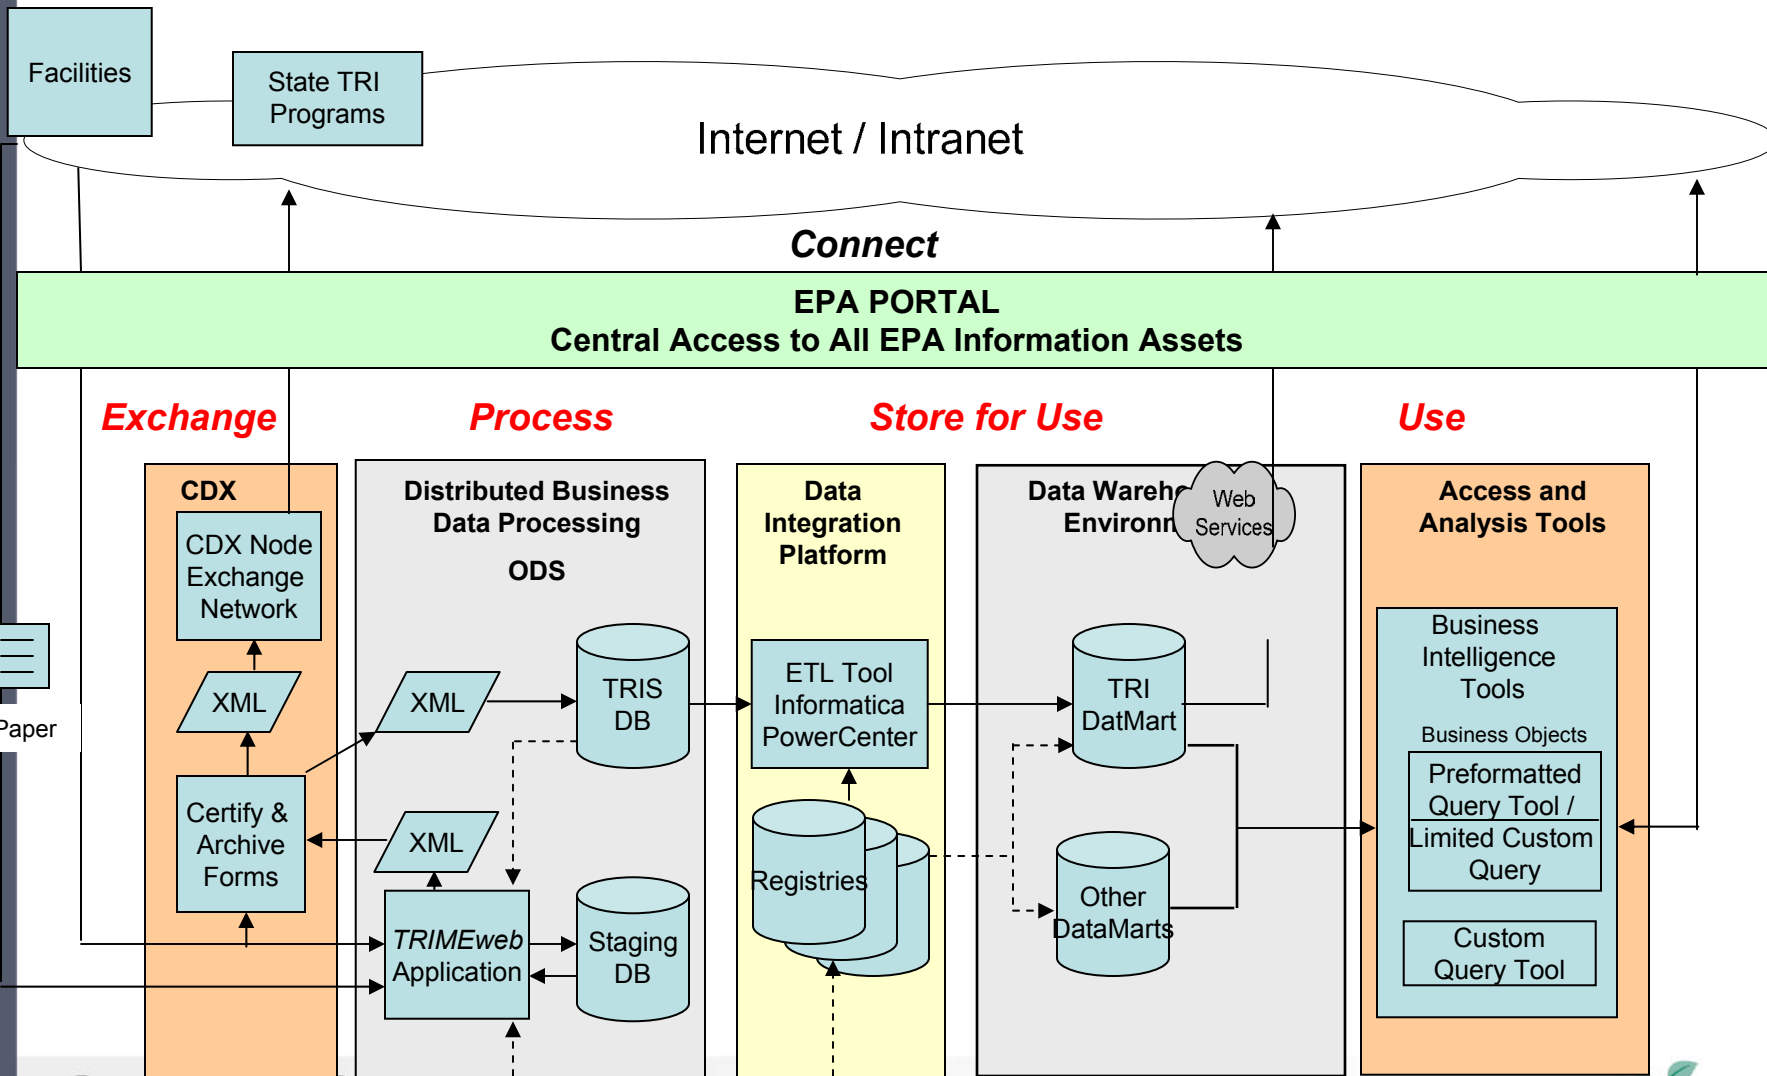 Facilities
State TRI
Programs
Internet / Intranet
Connect
EPA PORTAL
Central Access to All EPA Information Assets
Exchange
Process
Store for Use
Use
CDX
CDX Node
Exchange
Network
XML
Certify &
Archive
Forms
Paper
Distributed Business
Data Processing
ODS
XML
TRIS
DB
XML
TRIMEweb
Application
Staging
DB
Data
Integration
Platform
ETL Tool
Informatica
PowerCenter
Registries
Data Wareh
Environm
Web
Services
TRI
DatMart
Other
DataMarts
Access and
Analysis Tools
Business
Intelligence
Tools
Business Objects
Preformatted
Query Tool /
Limited Custom
Query
Custom
Query Tool